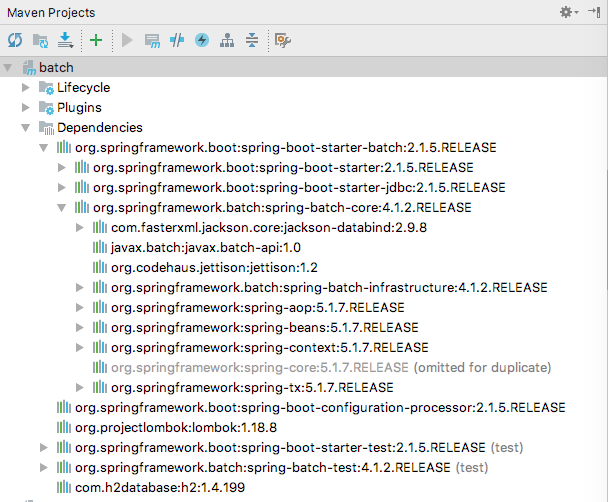 Maven Projects
batch
Lifecycle
Plugins
Dependencies
org.springframework.boot:spring-boot-starter-batch:2.1.5.RELEASE
org.springframework.boot:spring-boot-starter:2.1.5.RELEASE
org.springframework.boot:spring-boot-starter-jdbc:2.1.5.RELEASE
org.springframework.batch:spring-batch-core:4.1.2.RELEASE
com.fasterxml.jackson.core:jackson-databind:2.9.8
javax.batch:javax.batch-api:1.0
org.codehaus.jettison:jettison:1.2
org.springframework.batch:spring-batch-infrastructure:4.1.2.RELEASE
org.springframework:spring-aop:5.1.7.RELEASE
org.springframework:spring-beans:5.1.7.RELEASE
org.springframework:spring-context:5.1.7.RELEASE
org.springframework:spring-core:5.1.7.RELEASE (omitted for duplicate)
org.springframework:spring-tx:5.1.7.RELEASE
org.springframework.boot:spring-boot-configuration-processor:2.1.5.RELEASE
org.projectlombok:lombok:1.18.8
org.springframework.boot:spring-boot-starter-test:2.1.5.RELEASE (test)
org.springframework.batch:spring-batch-test:4.1.2.RELEASE (test)
com.h2database:h2:1.4.199